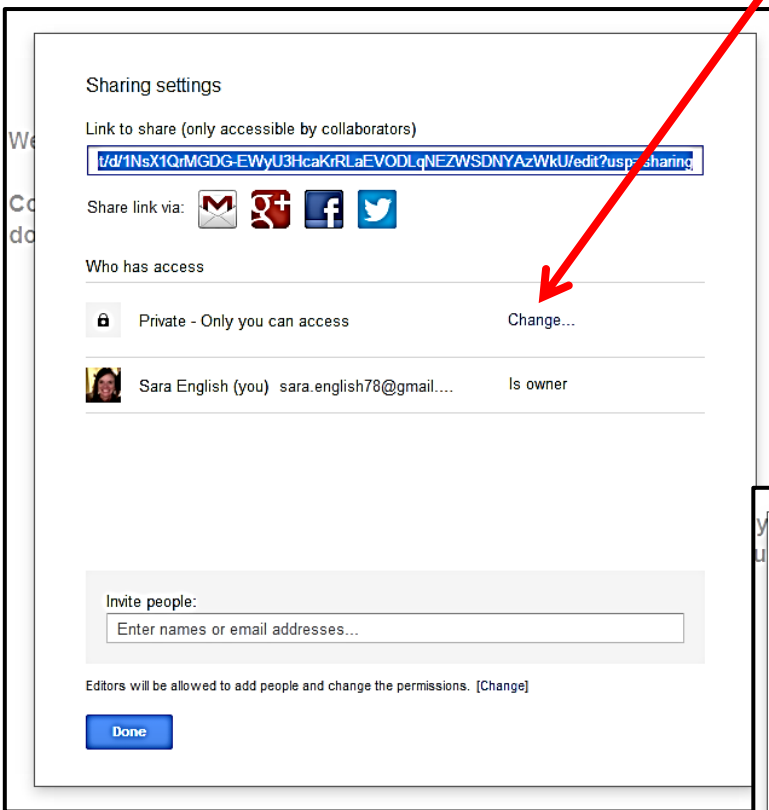 Sharing settings
Link to share (only accessible by collaborators)
t/d/1NsX1QrMGDG-EWyU3HcaKrRLaEVODLqNEZWSDNYAzWkU/edit?usp=sharing
Share link via:
Who has access
Private - Only you can access Change...
Sara English (you) sara.english78@gmail.... Is owner
Invite people:
Enter names or email addresses...
Editors will be allowed to add people and change the permissions. [Change]
Done